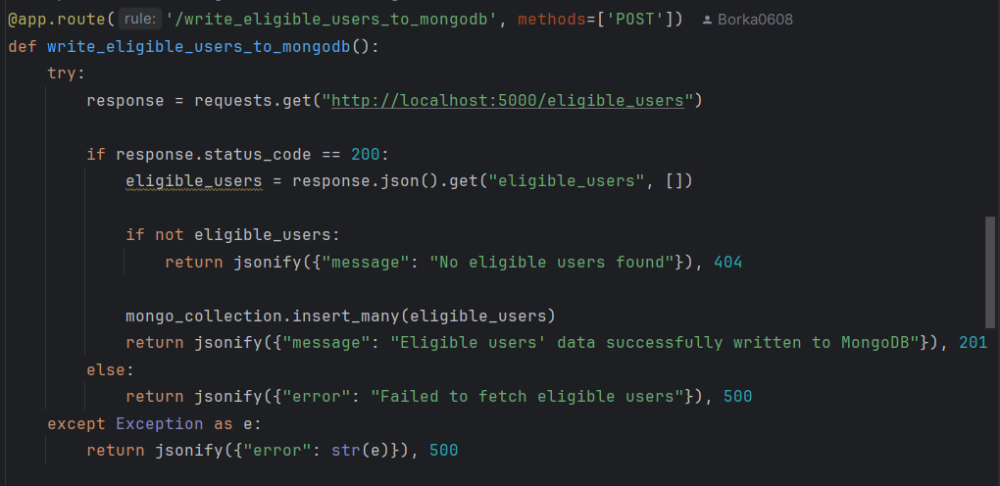 @app.route( rule: '/write_eligible_users_to_mongodb', methods=['POST']) Borka0608
def write_eligible_users_to_mongodb():
    try:
        response = requests.get("http://localhost:5000/eligible_users")
        if response.status_code == 200:
            eligible_users = response.json().get("eligible_users", [])
            if not eligible_users:
                return jsonify({"message": "No eligible users found"}), 404
            mongo_collection.insert_many(eligible_users)
            return jsonify({"message": "Eligible users' data successfully written to MongoDB"}), 201
        else:
            return jsonify({"error": "Failed to fetch eligible users"}), 500
    except Exception as e:
        return jsonify({"error": str(e)}), 500